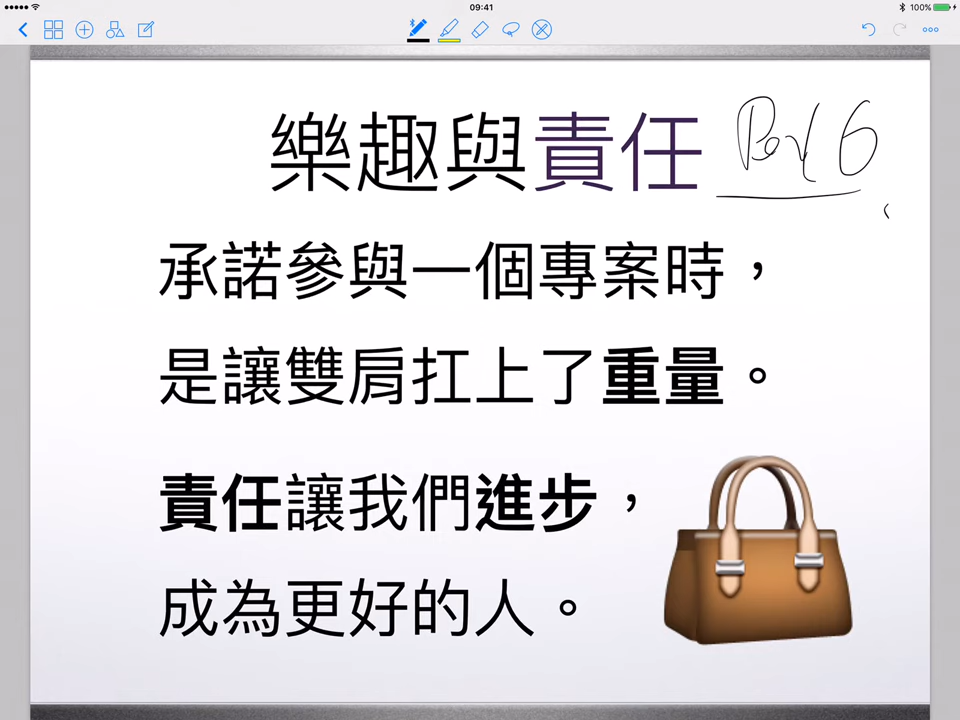 09:41
100%
樂趣與責任
6
承諾參與一個專案時，
是讓雙肩扛上了重量。
責任讓我們進步，
成為更好的人。